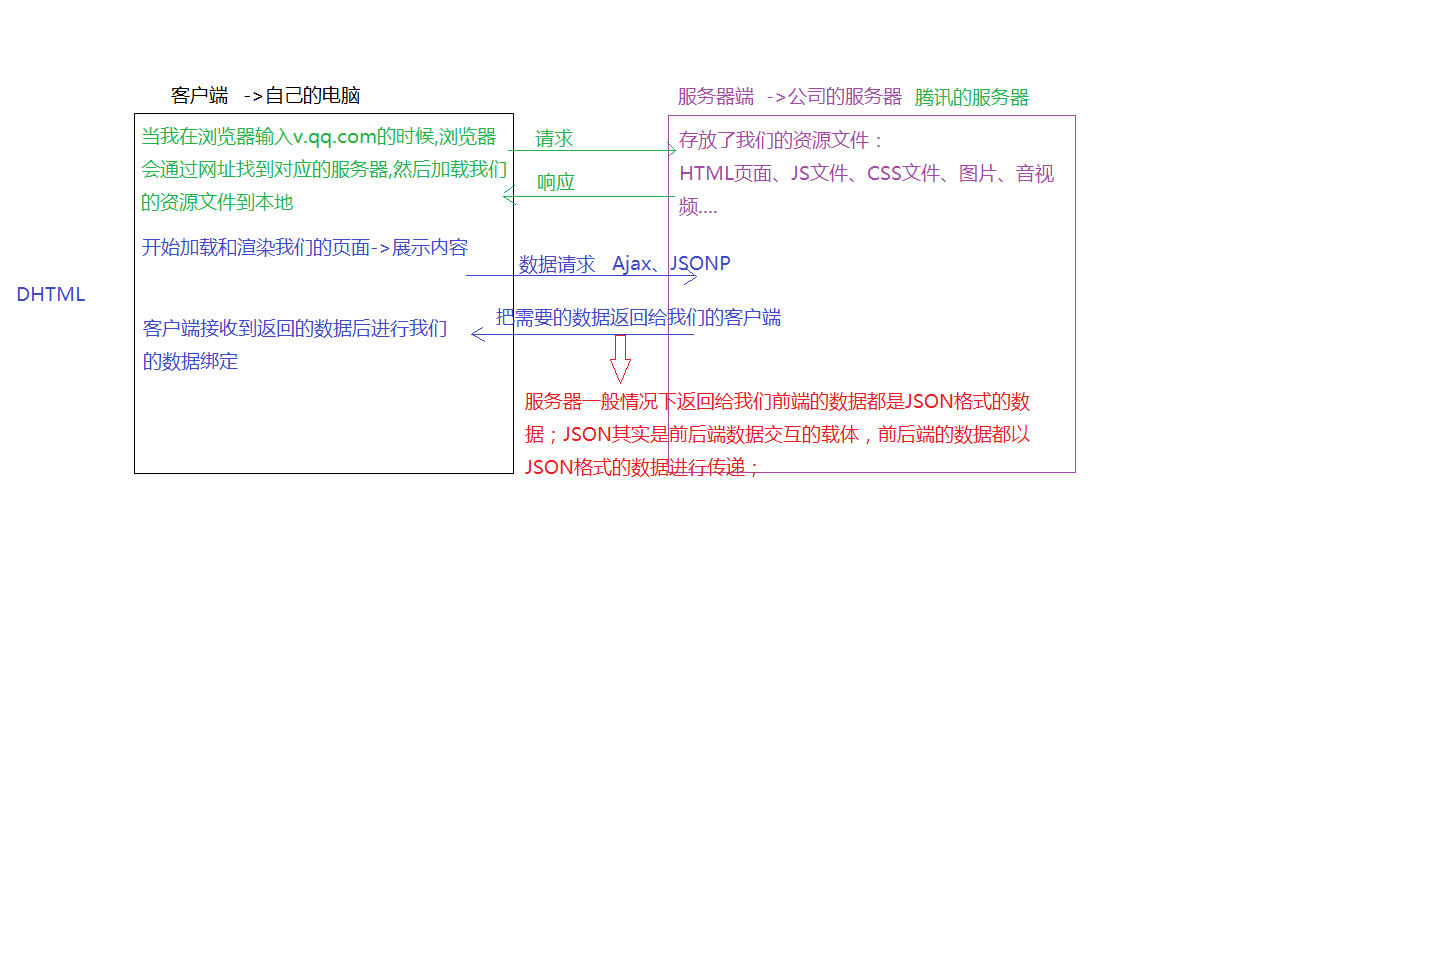 客户端 ->自己的电脑
服务器端 ->公司的服务器 腾讯的服务器
当我在浏览器输入v.qq.com的时候,浏览器
会通过网址找到对应的服务器,然后加载我们
的资源文件到本地
请求
响应
存放了我们的资源文件：
HTML页面、JS文件、CSS文件、图片、音视
频....
开始加载和渲染我们的页面->展示内容
数据请求 Ajax、JSONP
DHTML
把需要的数据返回给我们的客户端
客户端接收到返回的数据后进行我们
的数据绑定
服务器一般情况下返回给我们前端的数据都是JSON格式的数
据；JSON其实是前后端数据交互的载体，前后端的数据都以
JSON格式的数据进行传递；